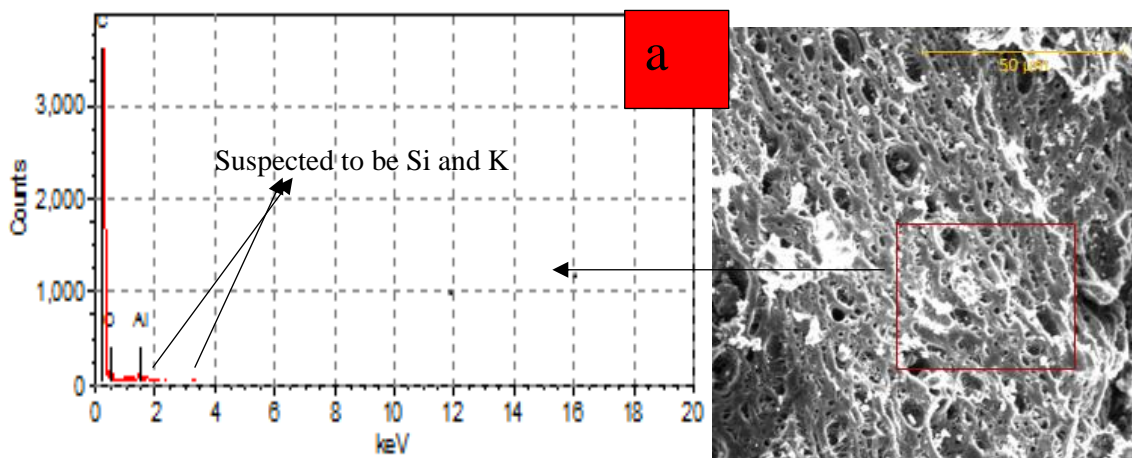 C
a
50 µm
3,000
Suspected to be Si and K
2,000
Counts
1,000
O Al
0
0 2 4 6 8 10 12 14 16 18 20
keV